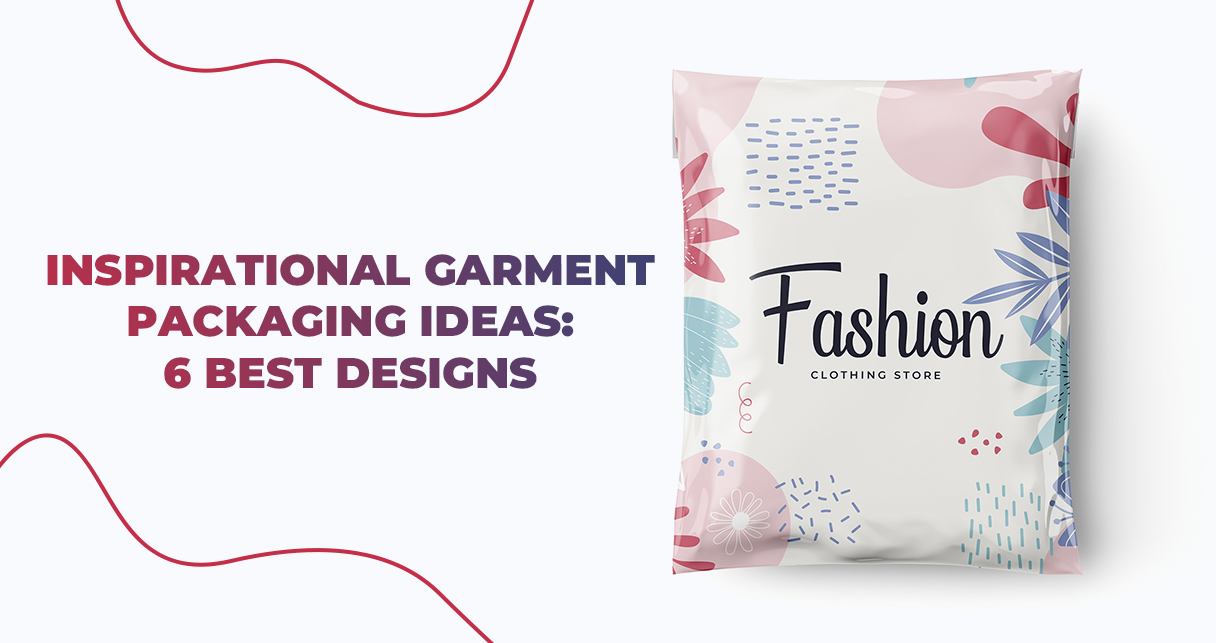 INSPIRATIONAL GARMENT
PACKAGING IDEAS:
6 BEST DESIGNS
Fashion
CLOTHING STORE